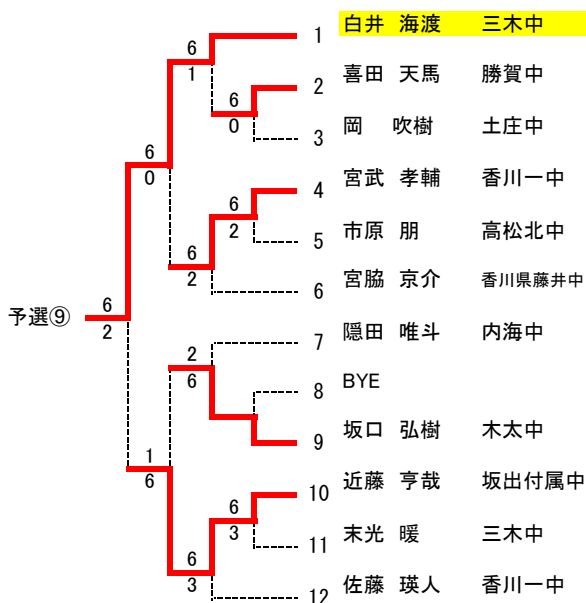 1 白井 海渡 三木中
6
1
2 喜田 天馬 勝賀中
6
0
3 岡 吹樹 土庄中
6
0
4 宮武 孝輔 香川一中
6
2
5 市原 朋 高松北中
6
2
6 宮脇 京介 香川県藤井中
予選⑨
6
2
7 隠田 唯斗 内海中
2
6
8 BYE
9 坂口 弘樹 木太中
1
6
10 近藤 亨哉 坂出付属中
6
3
11 末光 暖 三木中
6
3
12 佐藤 瑛人 香川一中